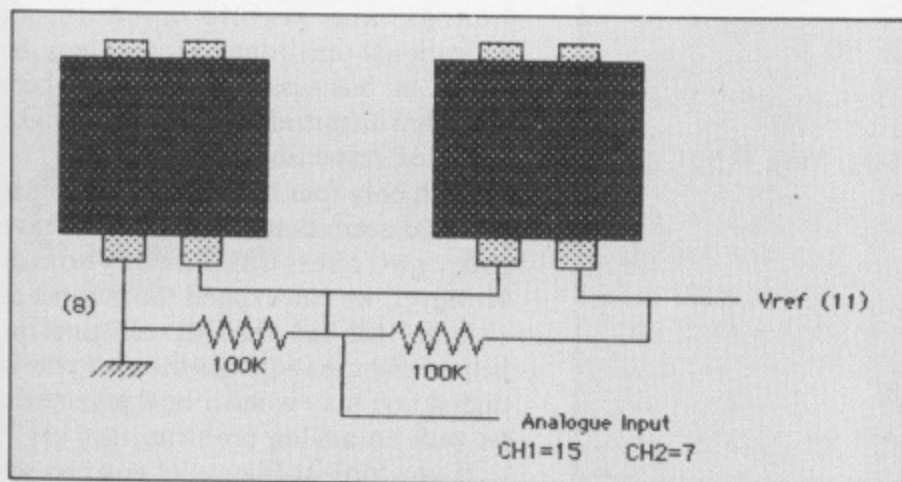 (8)
Vref (11)
100K
100K
Analogue Input
CH1=15 CH2=7